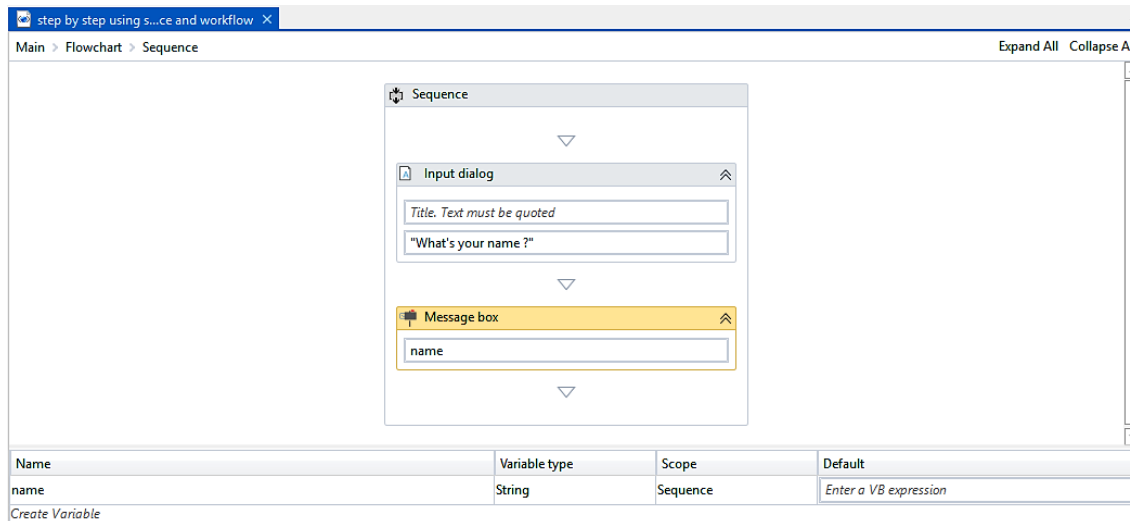 step by step using s...ce and workflow ×
Main > Flowchart > Sequence Expand All Collapse A
Sequence
Input dialog
Title. Text must be quoted
"What's your name ?"
Message box
name
Name Variable type Scope Default
name String Sequence Enter a VB expression
Create Variable